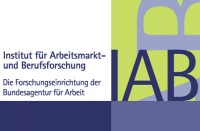 Institut für Arbeitsmarkt-
und Berufsforschung
Die Forschungseinrichtung der
Bundesagentur für Arbeit
IAB